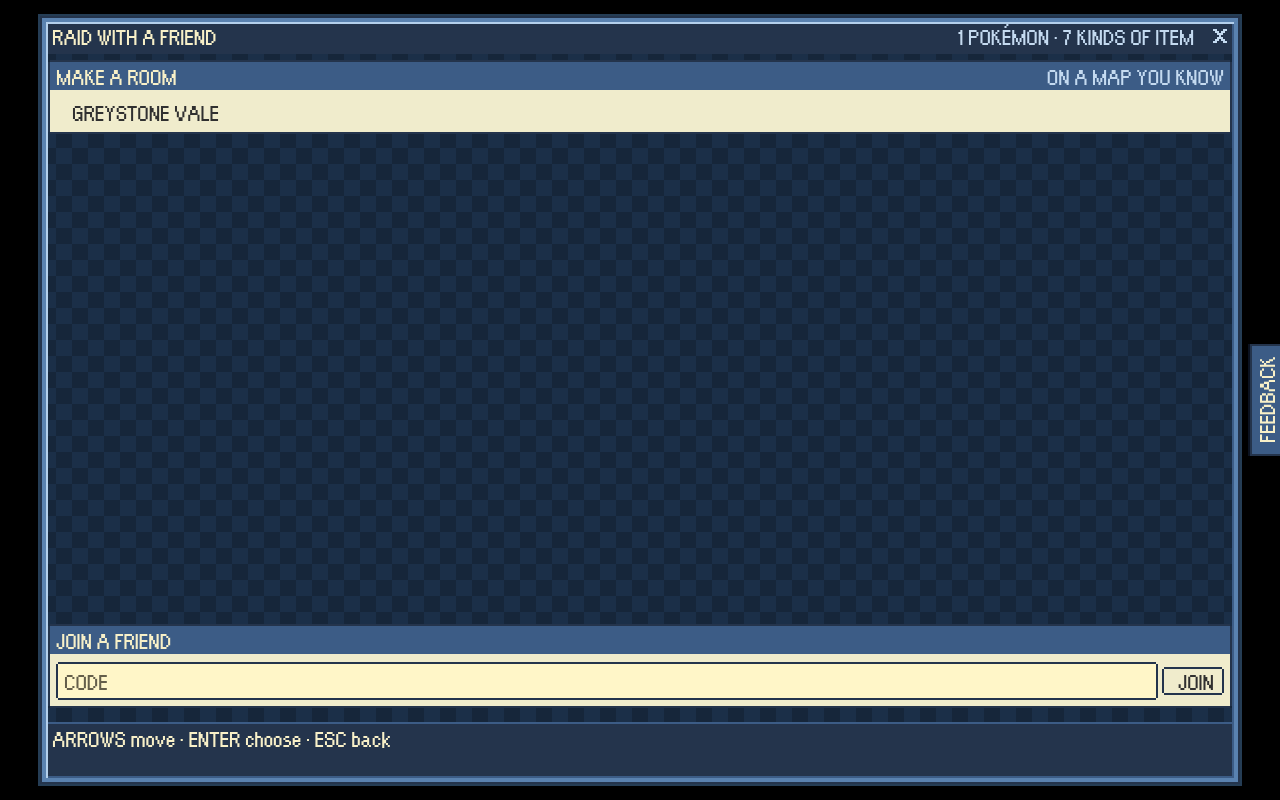 RAID WITH A FRIEND
1 POKÉMON · 7 KINDS OF ITEM X
MAKE A ROOM
ON A MAP YOU KNOW
GREYSTONE VALE
FEEDBACK
JOIN A FRIEND
CODE
JOIN
ARROWS move · ENTER choose · ESC back